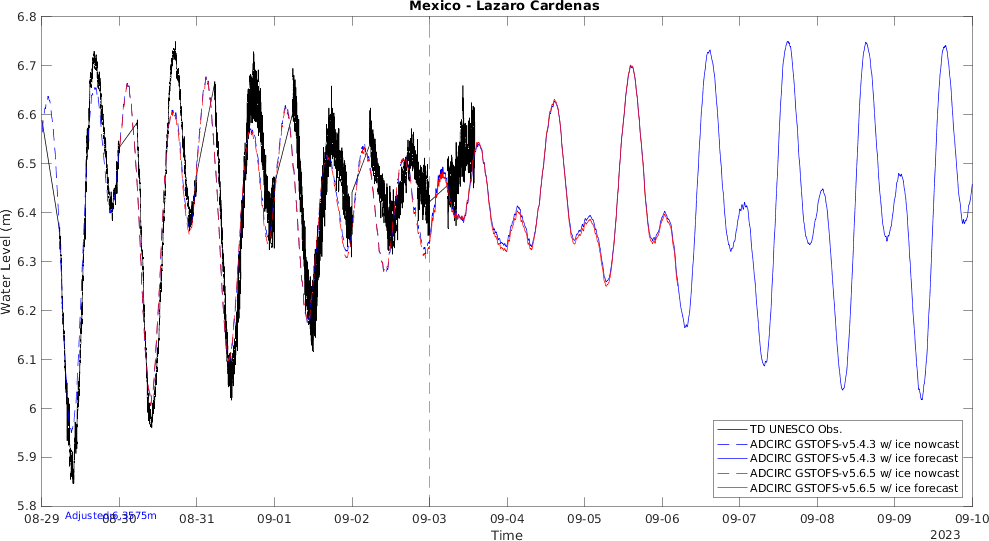 Mexico - Lazaro Cardenas
Water Level (m)
6.8
6.7
6.6
6.5
6.4
6.3
6.2
6.1
6
5.9
5.8
TD UNESCO Obs.
ADCIRC GSTOFS-v5.4.3 w/ ice nowcast
ADCIRC GSTOFS-v5.4.3 w/ ice forecast
ADCIRC GSTOFS-v5.6.5 w/ ice nowcast
ADCIRC GSTOFS-v5.6.5 w/ ice forecast
08-29 08-30 08-31 09-01 09-02 09-03 09-04 09-05 09-06 09-07 09-08 09-09 09-10
Adjusted 6.3575m
Time
2023